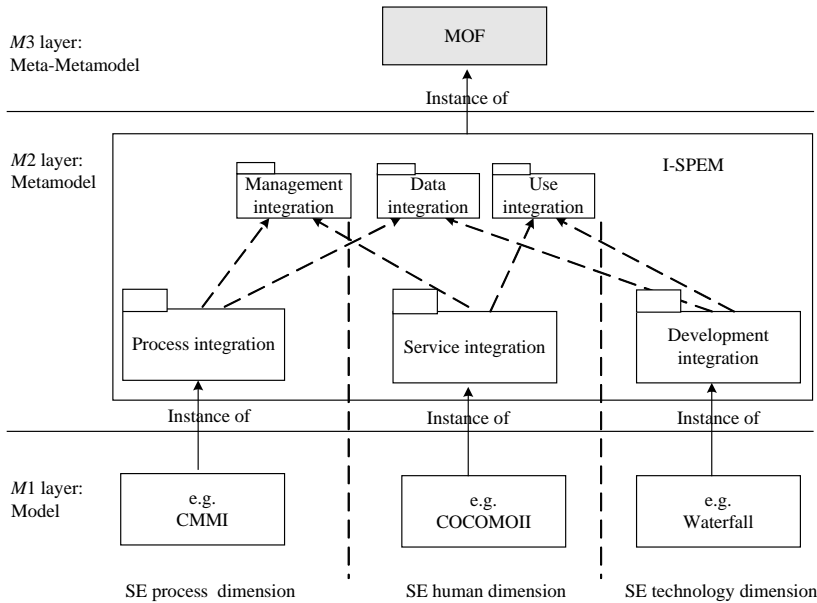 M3 layer:
Meta-Metamodel
MOF
Instance of
M2 layer:
Metamodel
I-SPEM
Management
integration
Data
integration
Use
integration
Process integration
Service integration
Development
integration
Instance of
Instance of
Instance of
M1 layer:
Model
e.g.
CMMI
e.g.
COCOMOII
e.g.
Waterfall
SE process dimension
SE human dimension
SE technology dimension